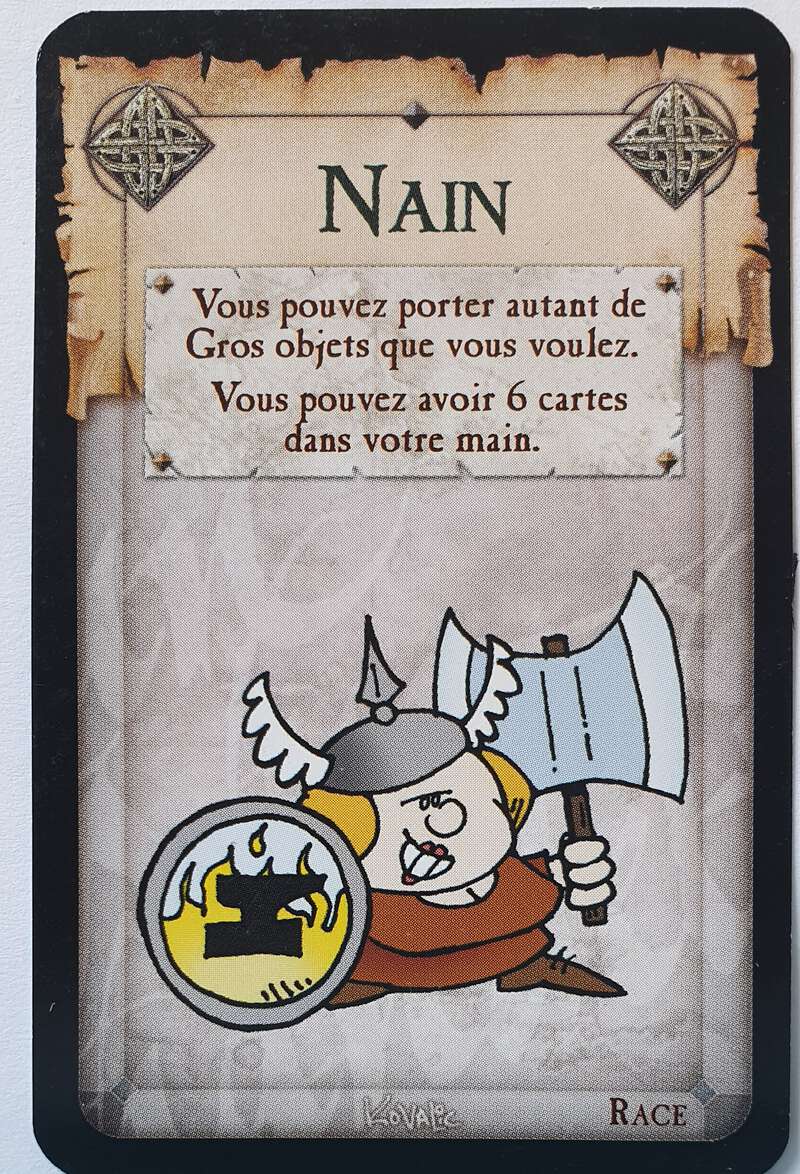 Nain
Vous pouvez porter autant de
Gros objets que vous voulez.
Vous pouvez avoir 6 cartes
dans votre main.
Kovalic
Race